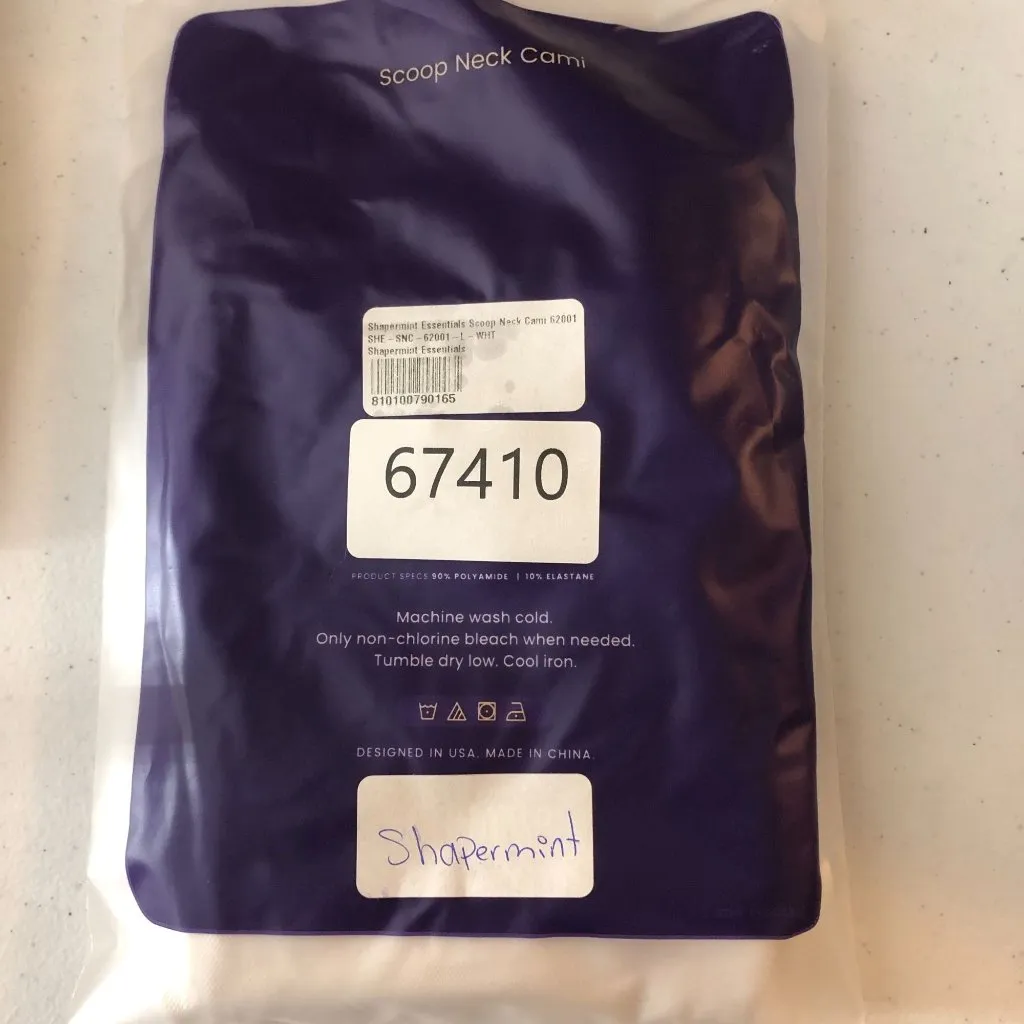 Scoop Neck Cami
Shapermint Essentials Scoop Neck Cami 62001
SHE - SNC - 62001 - L - WHT
Shapermint Essentials
810100790165
67410
PRODUCT SPECS 90% POLYAMIDE | 10% ELASTANE
Machine wash cold.
Only non-chlorine bleach when needed.
Tumble dry low. Cool iron.
DESIGNED IN USA. MADE IN CHINA.
Shapermint